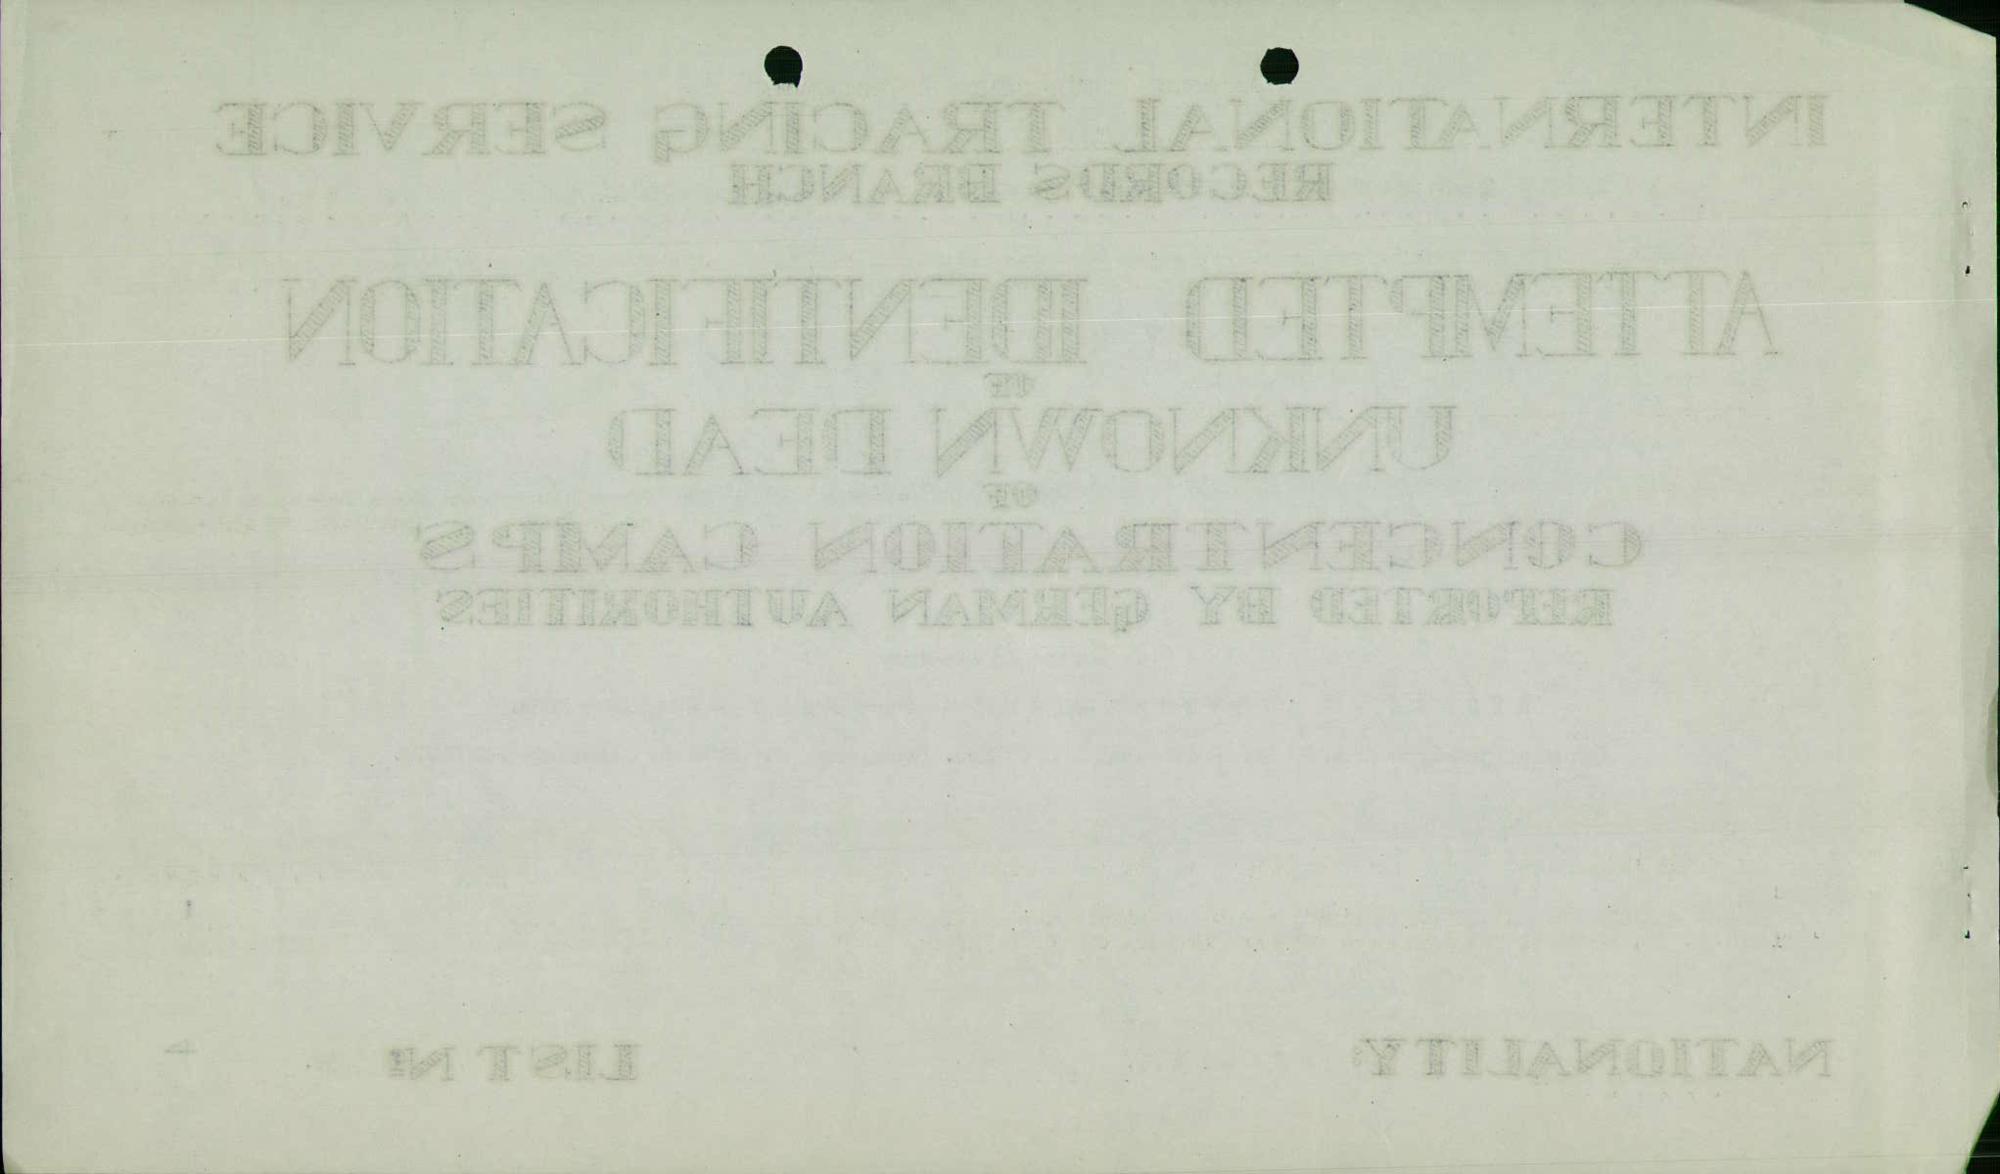 INTERNATIONAL TRACING SERVICE
RECORDS BRANCH
ATTEMPTED IDENTIFICATION
UNKNOWN DEAD
OF
CONCENTRATION CAMPS
REPORTED BY GERMAN AUTHORITIES
NATIONALITY: LIST Nº